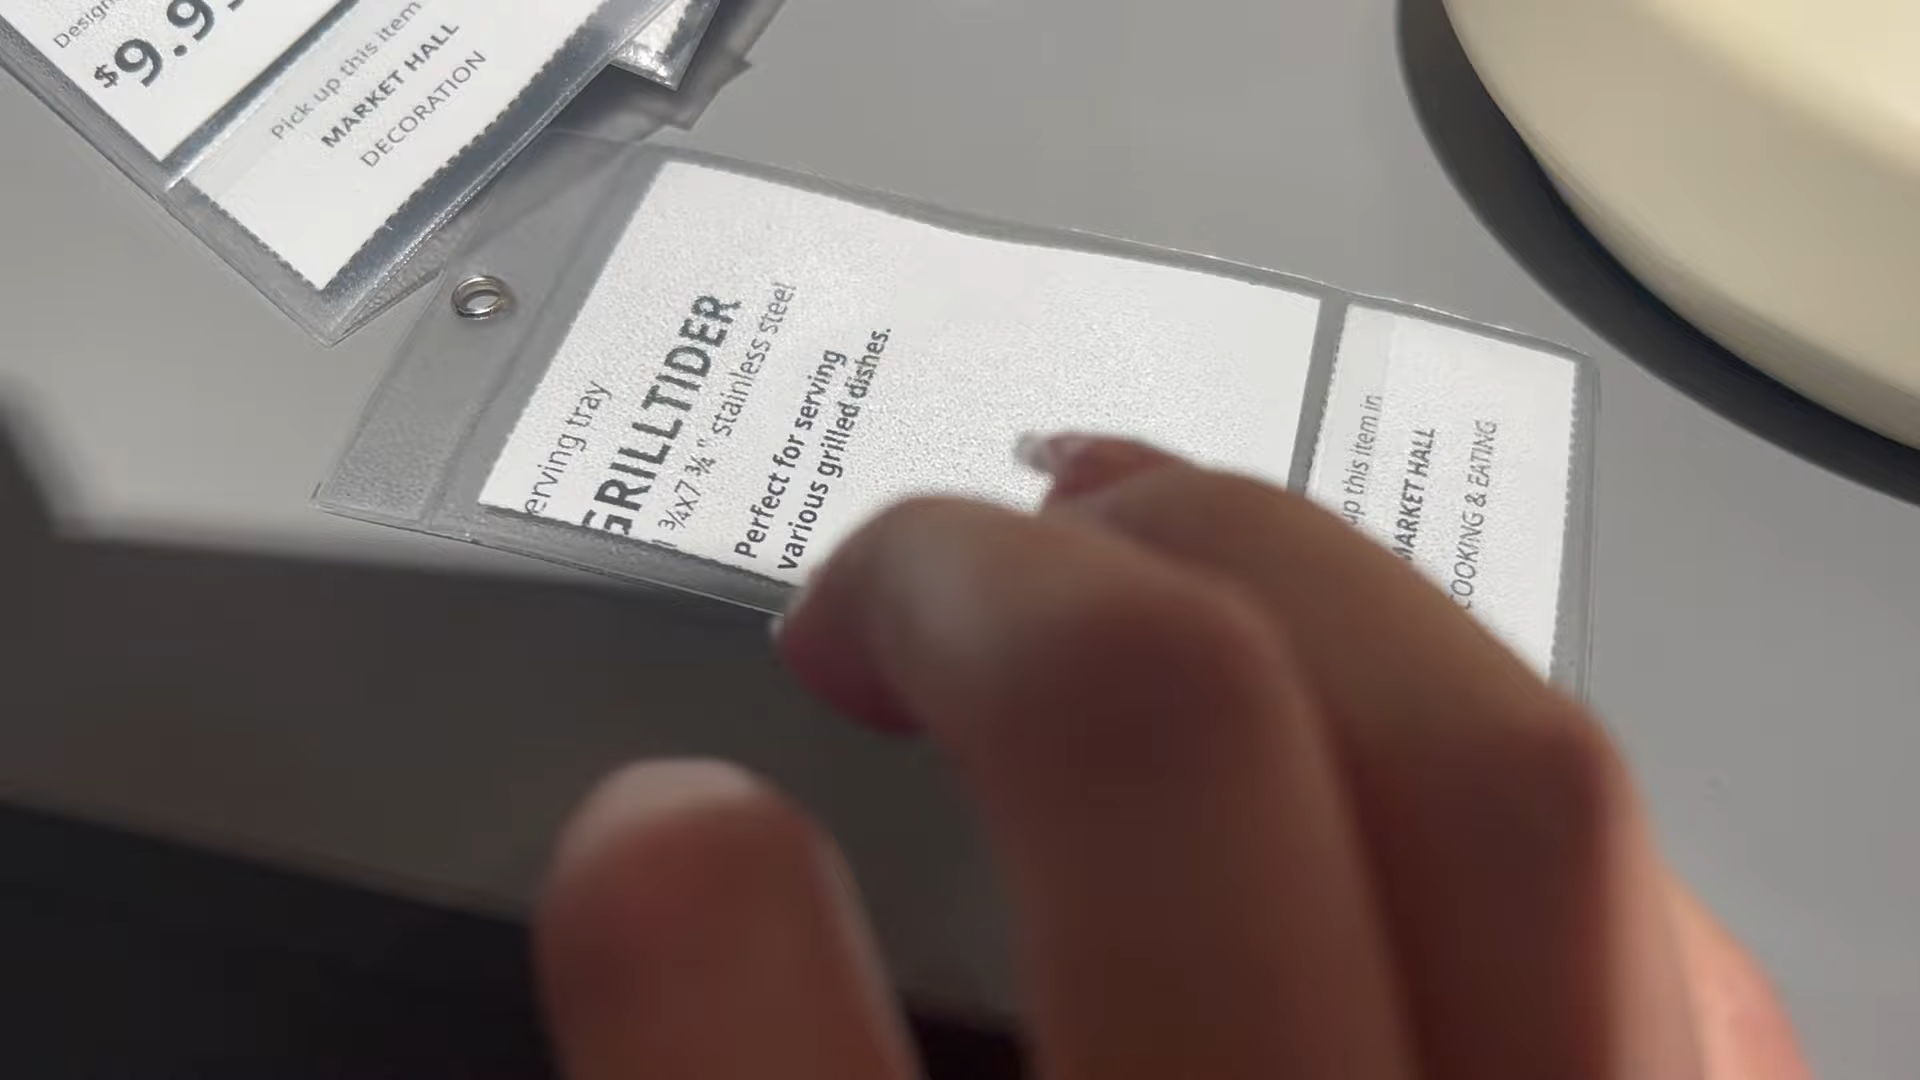 Design
$9.9
Pick up this item
MARKET HALL
DECORATION
erving tray
GRILLTIDER
¾x7 ¾" stainless steel
Perfect for serving
various grilled dishes.
up this item in
MARKET HALL
COOKING & EATING